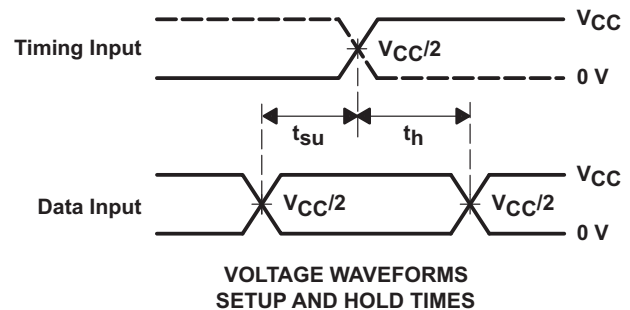 VCC
Timing Input
VCC/2
0 V
tsu
th
VCC
Data Input
VCC/2
VCC/2
0 V
VOLTAGE WAVEFORMS
SETUP AND HOLD TIMES